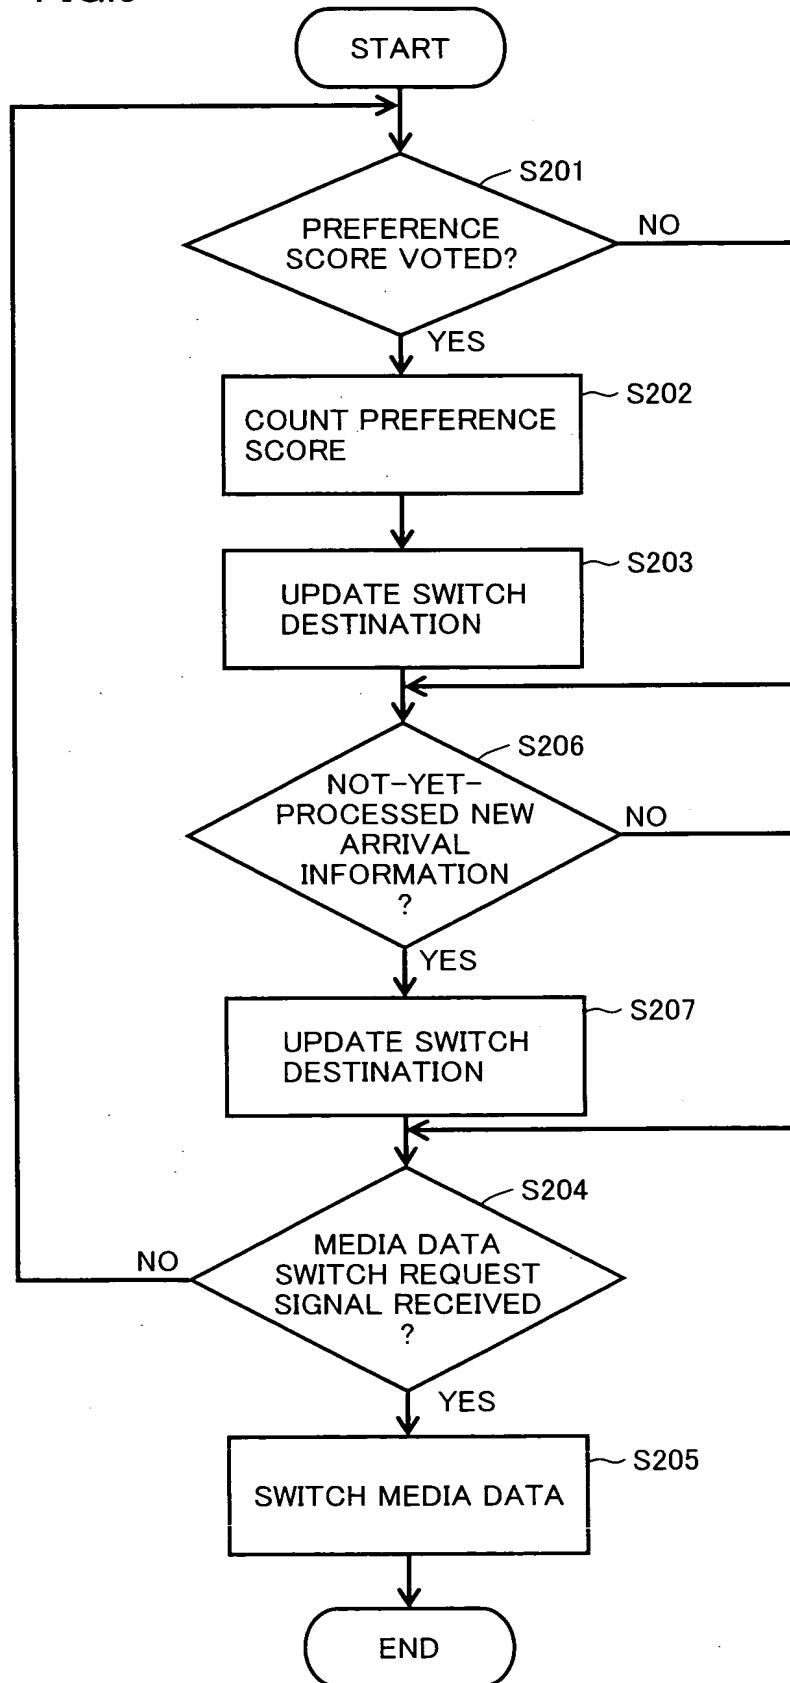 START
S201
PREFERENCE
SCORE VOTED?
NO
YES
S202
COUNT PREFERENCE
SCORE
S203
UPDATE SWITCH
DESTINATION
S206
NOT-YET-
PROCESSED NEW
ARRIVAL
INFORMATION
?
NO
YES
S207
UPDATE SWITCH
DESTINATION
S204
MEDIA DATA
SWITCH REQUEST
SIGNAL RECEIVED
?
NO
YES
S205
SWITCH MEDIA DATA
END